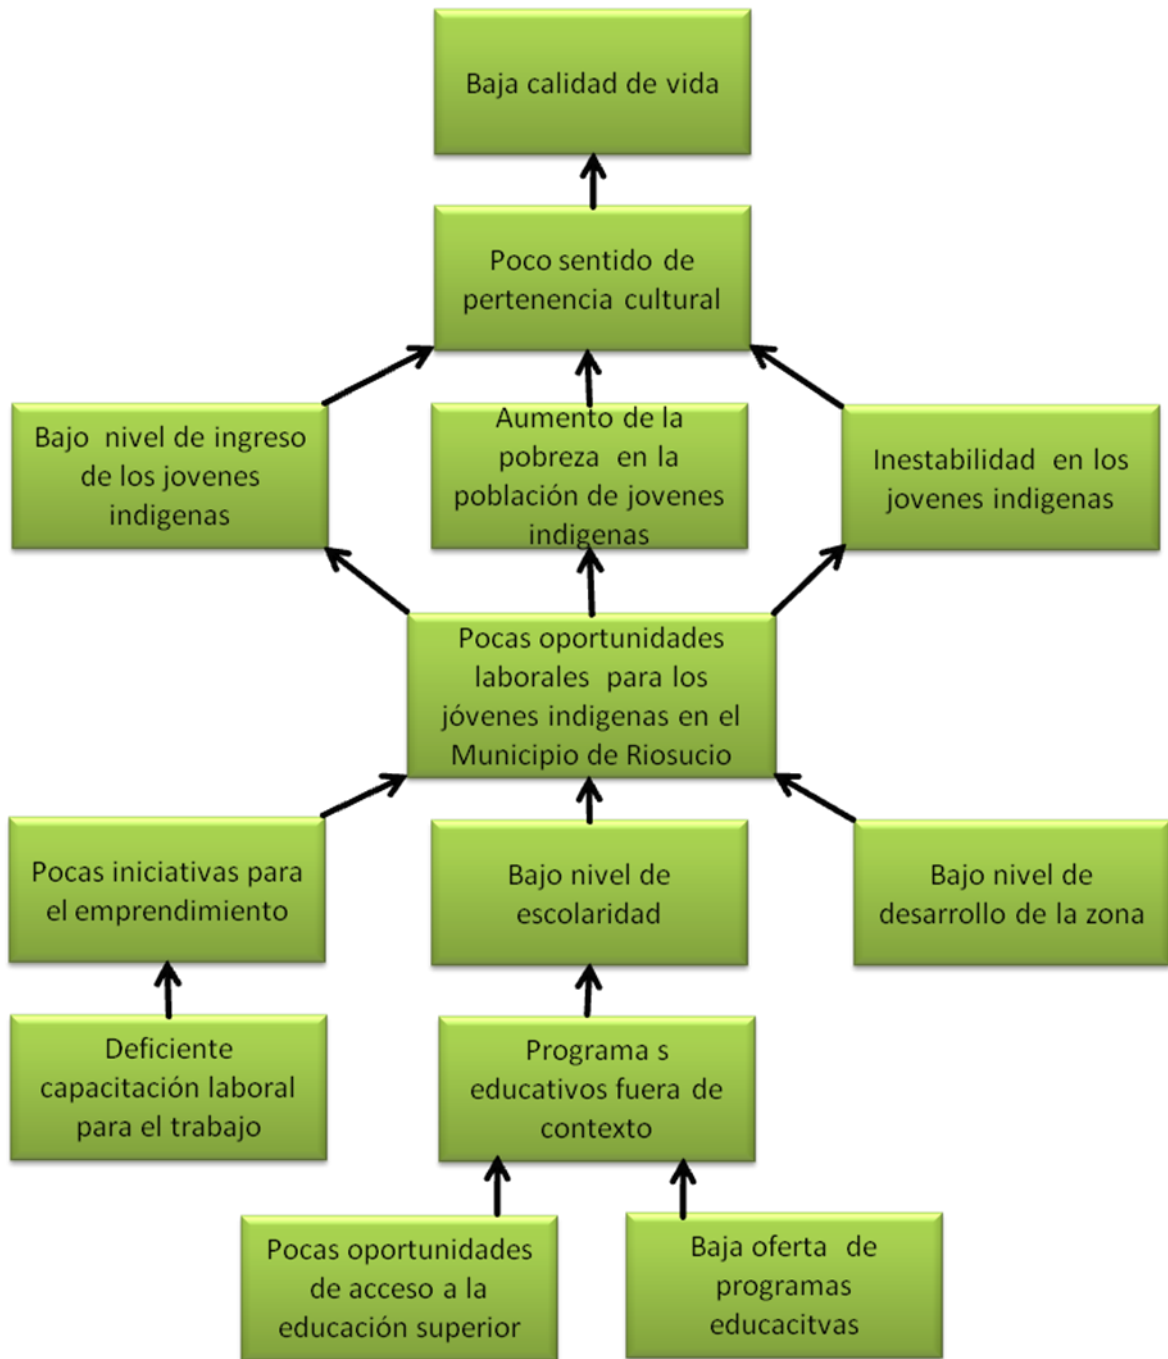 Baja calidad de vida
Poco sentido de
pertenencia cultural
Bajo nivel de ingreso
de los jovenes
indigenas
Aumento de la
pobreza en la
población de jovenes
indigenas
Inestabilidad en los
jovenes indigenas
Pocas oportunidades
laborales para los
jóvenes indigenas en el
Municipio de Riosucio
Pocas iniciativas para
el emprendimiento
Bajo nivel de
escolaridad
Bajo nivel de
desarrollo de la zona
Deficiente
capacitación laboral
para el trabajo
Programa s
educativos fuera de
contexto
Pocas oportunidades
de acceso a la
educación superior
Baja oferta de
programas
educacitvas